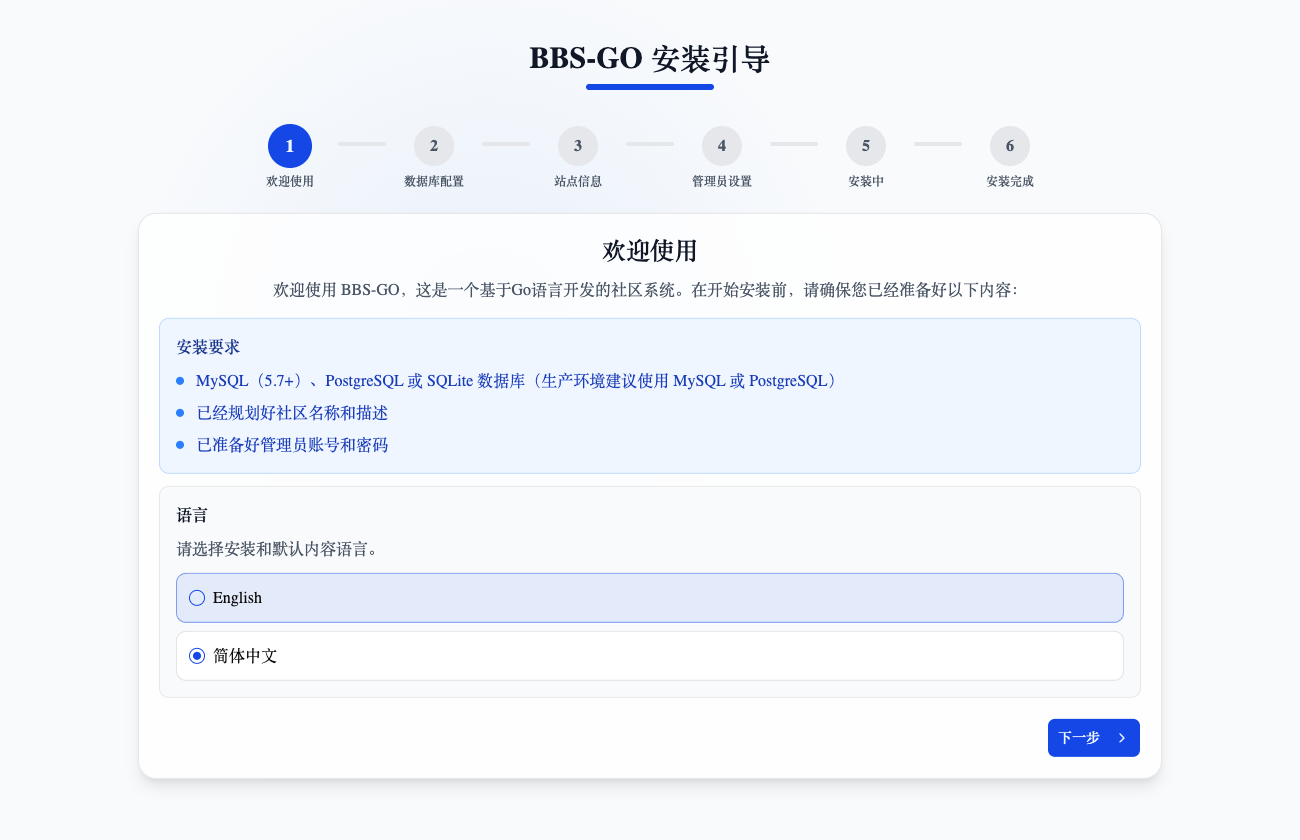 BBS-GO 安装引导
1
2
3
4
5
6
欢迎使用
数据库配置
站点信息
管理员设置
安装中
安装完成
欢迎使用
欢迎使用 BBS-GO，这是一个基于Go语言开发的社区系统。在开始安装前，请确保您已经准备好以下内容：
安装要求
MySQL（5.7+）、PostgreSQL 或 SQLite 数据库（生产环境建议使用 MySQL 或 PostgreSQL）
已经规划好社区名称和描述
已准备好管理员账号和密码
语言
请选择安装和默认内容语言。
English
简体中文
下一步